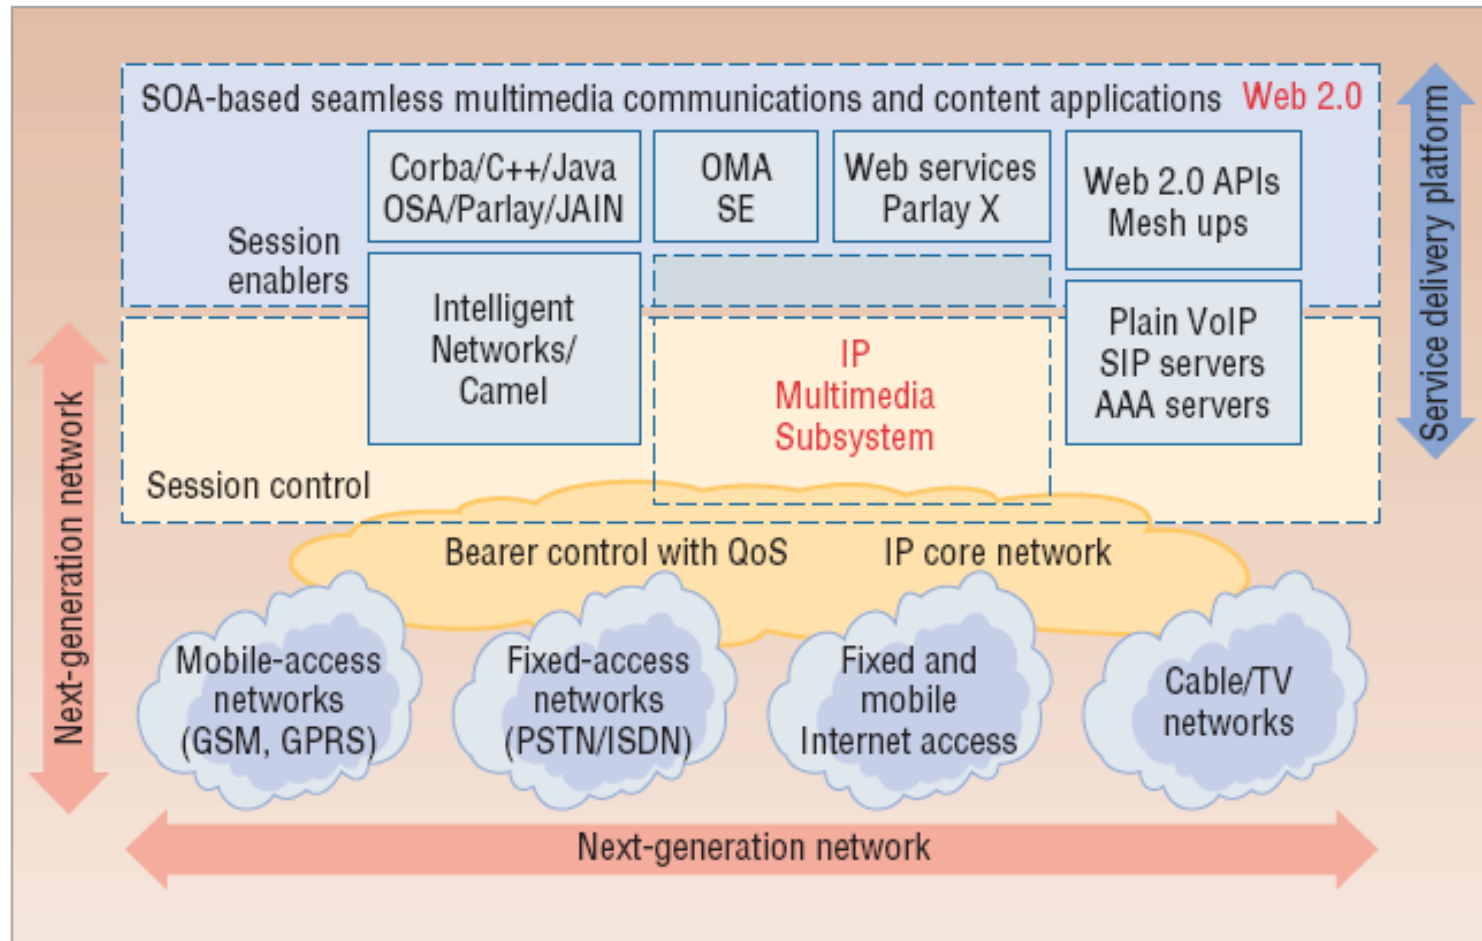 SOA-based seamless multimedia communications and content applications Web 2.0
Corba/C++/Java
OSA/Parlay/JAIN
OMA
SE
Web services
Parlay X
Web 2.0 APIs
Mesh ups
Session
enablers
Intelligent
Networks/
Camel
IP
Multimedia
Subsystem
Plain VoIP
SIP servers
AAA servers
Session control
Service delivery platform
Next-generation network
Bearer control with QoS
IP core network
Mobile-access
networks
(GSM, GPRS)
Fixed-access
networks
(PSTN/ISDN)
Fixed and
mobile
Internet access
Cable/TV
networks
Next-generation network